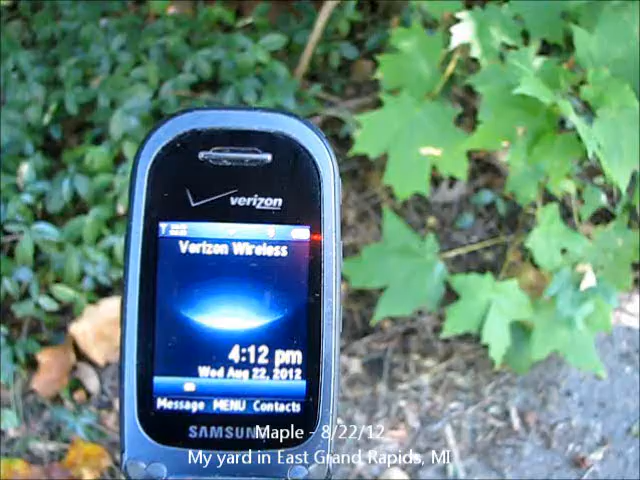 verizon
Verizon Wireless
4:12 pm
Wed Aug 22, 2012
Message MENU Contacts
SAMSUNG
Maple - 8/22/12
My yard in East Grand Rapids, MI